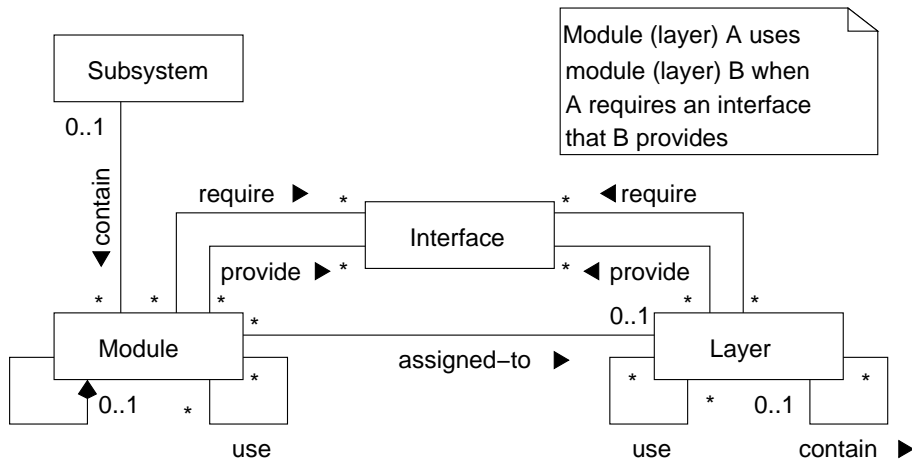 Module (layer) A uses
module (layer) B when
A requires an interface
that B provides
Subsystem
0..1
contain
require
*
*
require
Interface
provide
*
*
provide
*
*
*
*
0..1
*
*
Module
assigned−to
Layer
0..1
*
*
use
*
*
use
0..1
*
contain